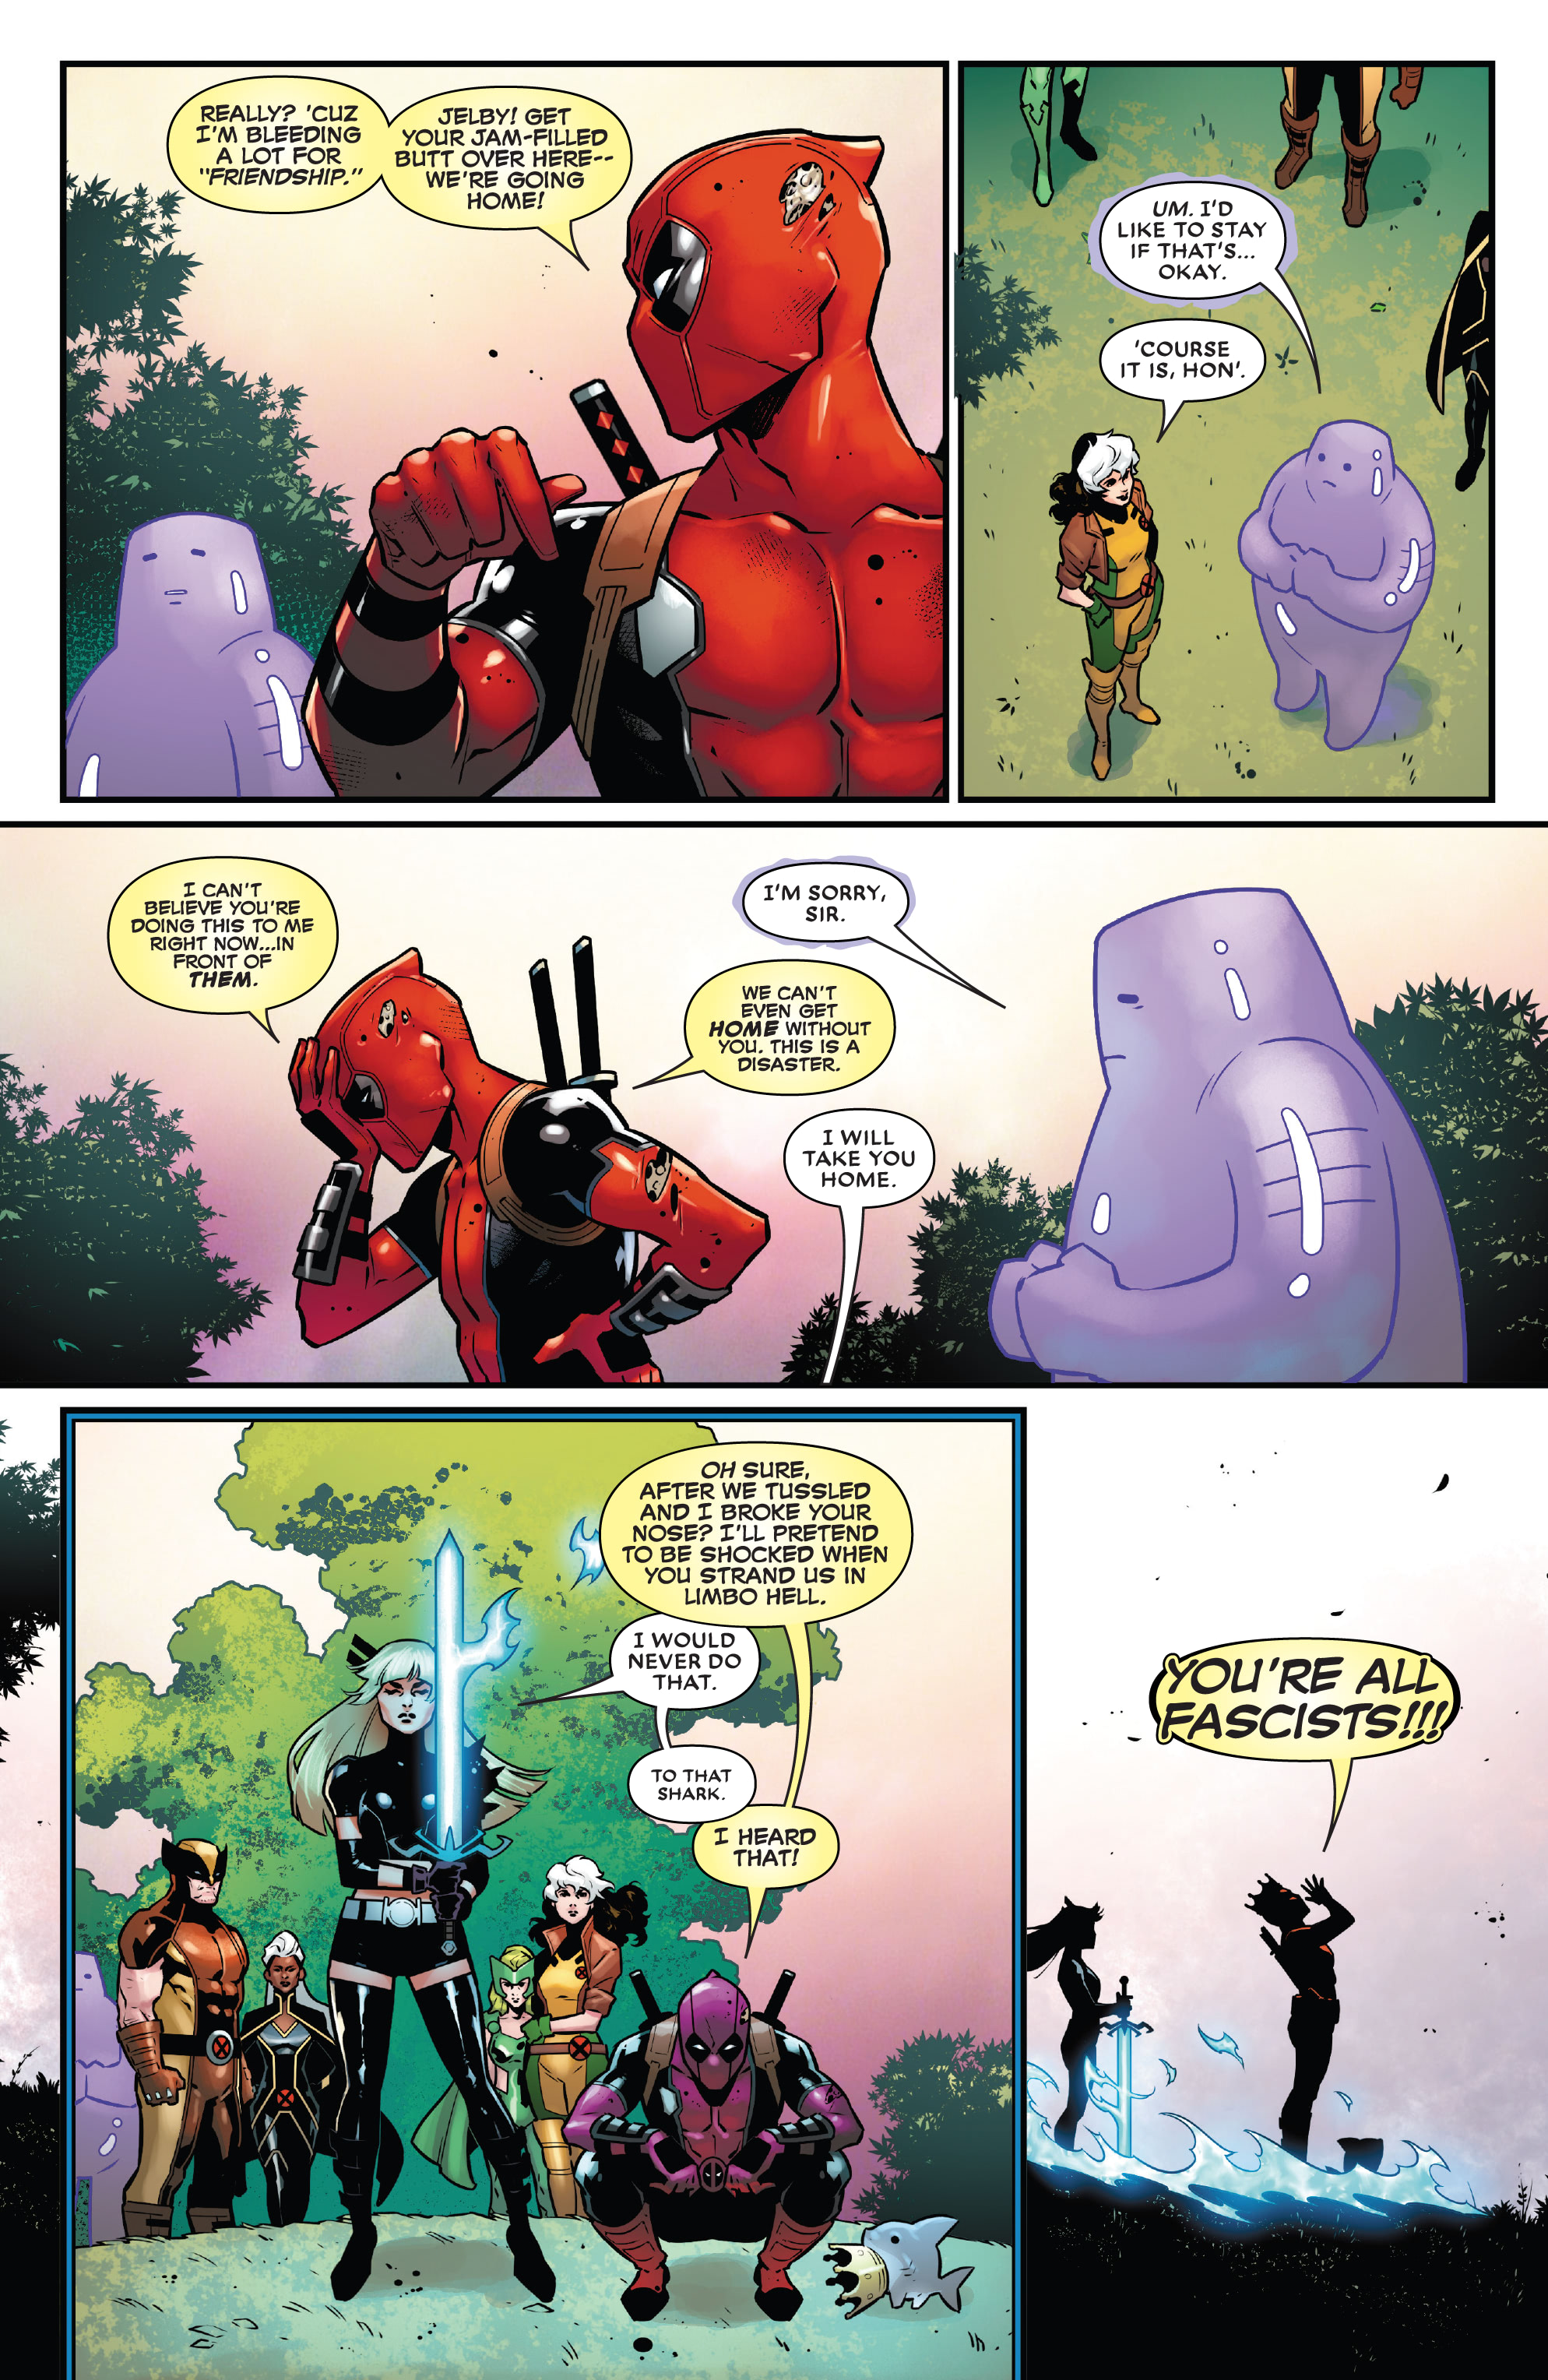 REALLY? 'CUZ
I'M BLEEDING
A LOT FOR
"FRIENDSHIP."
JELBY! GET
YOUR JAM-FILLED
BUTT OVER HERE--
WE'RE GOING
HOME!
UM. I'D
LIKE TO STAY
IF THAT'S...
OKAY.
'COURSE
IT IS, HON'.
I CAN'T
BELIEVE YOU'RE
DOING THIS TO ME
RIGHT NOW...IN
FRONT OF
THEM.
I'M SORRY,
SIR.
WE CAN'T
EVEN GET
HOME WITHOUT
YOU. THIS IS A
DISASTER.
I WILL
TAKE YOU
HOME.
OH SURE,
AFTER WE TUSSLED
AND I BROKE YOUR
NOSE? I'LL PRETEND
TO BE SHOCKED WHEN
YOU STRAND US IN
LIMBO HELL.
I WOULD
NEVER DO
THAT.
TO THAT
SHARK.
I HEARD
THAT!
YOU'RE ALL
FASCISTS!!!